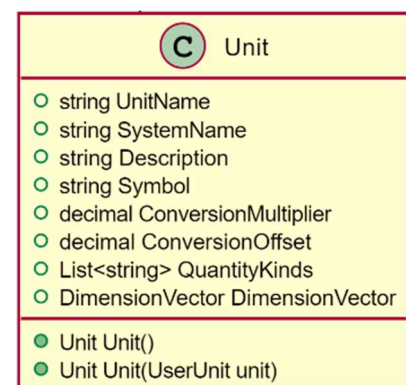 C Unit
string UnitName
string SystemName
string Description
string Symbol
decimal ConversionMultiplier
decimal ConversionOffset
List<string> QuantityKinds
DimensionVector DimensionVector
Unit Unit()
Unit Unit(UserUnit unit)